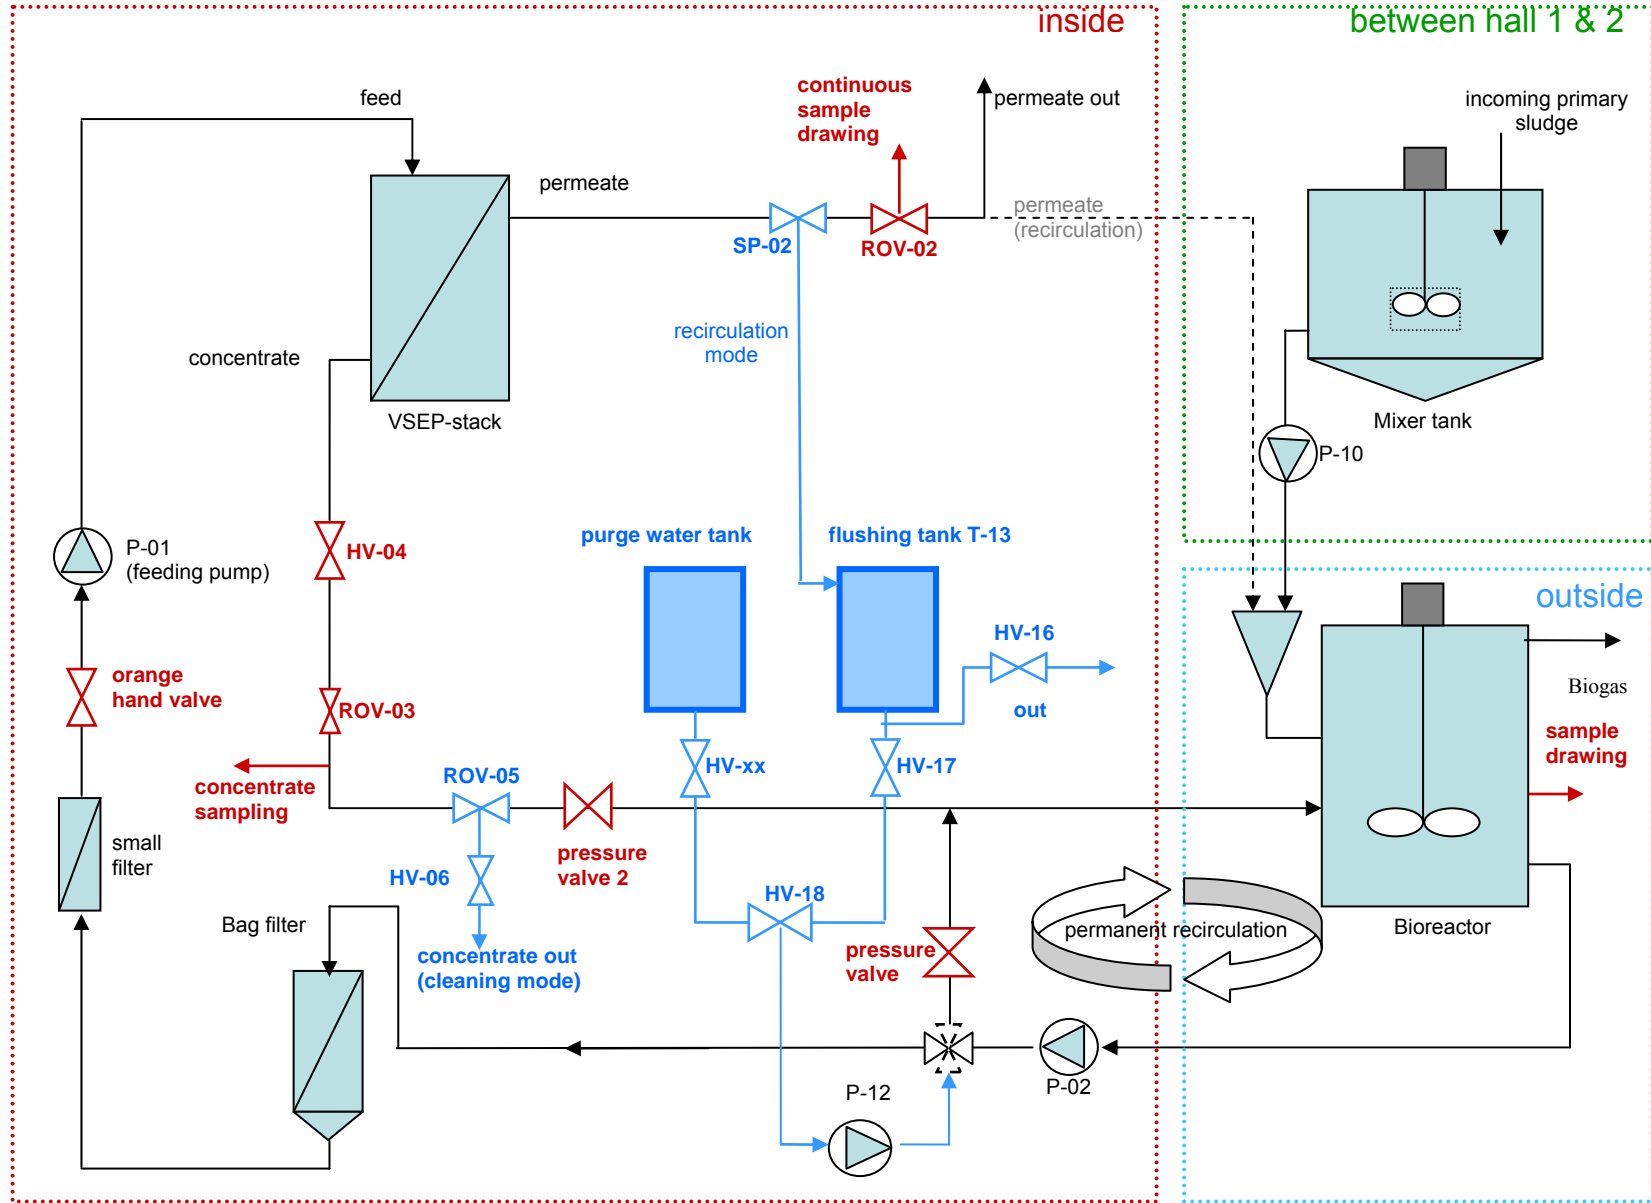 inside
between hall 1 & 2
feed
continuous
sample
drawing
permeate out
incoming primary
sludge
permeate
permeate
(recirculation)
SP-02
ROV-02
recirculation
mode
concentrate
VSEP-stack
Mixer tank
P-10
P-01
(feeding pump)
HV-04
purge water tank
flushing tank T-13
outside
HV-16
orange
hand valve
ROV-03
out
Biogas
sample
drawing
concentrate
sampling
ROV-05
HV-xx
HV-17
small
filter
pressure
valve 2
HV-06
HV-18
Bag filter
permanent recirculation
Bioreactor
concentrate out
(cleaning mode)
pressure
valve
P-12
P-02